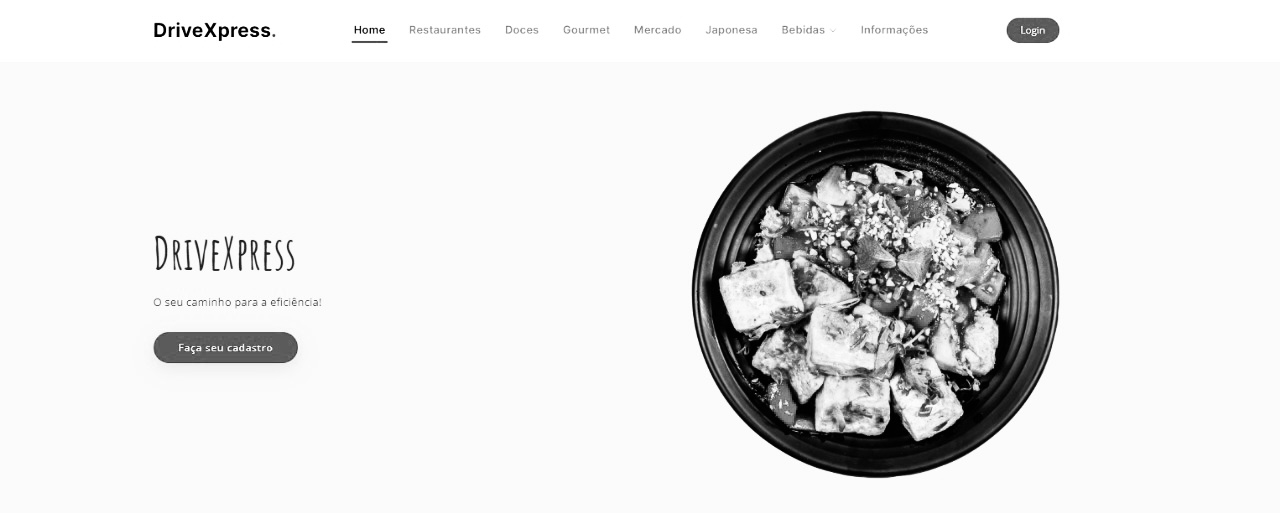 DriveXpress.
Home
Restaurantes
Doces
Gourmet
Mercado
Japonesa
Bebidas
Informações
Login
DriveXpress
O seu caminho para a eficiência!
Faça seu cadastro